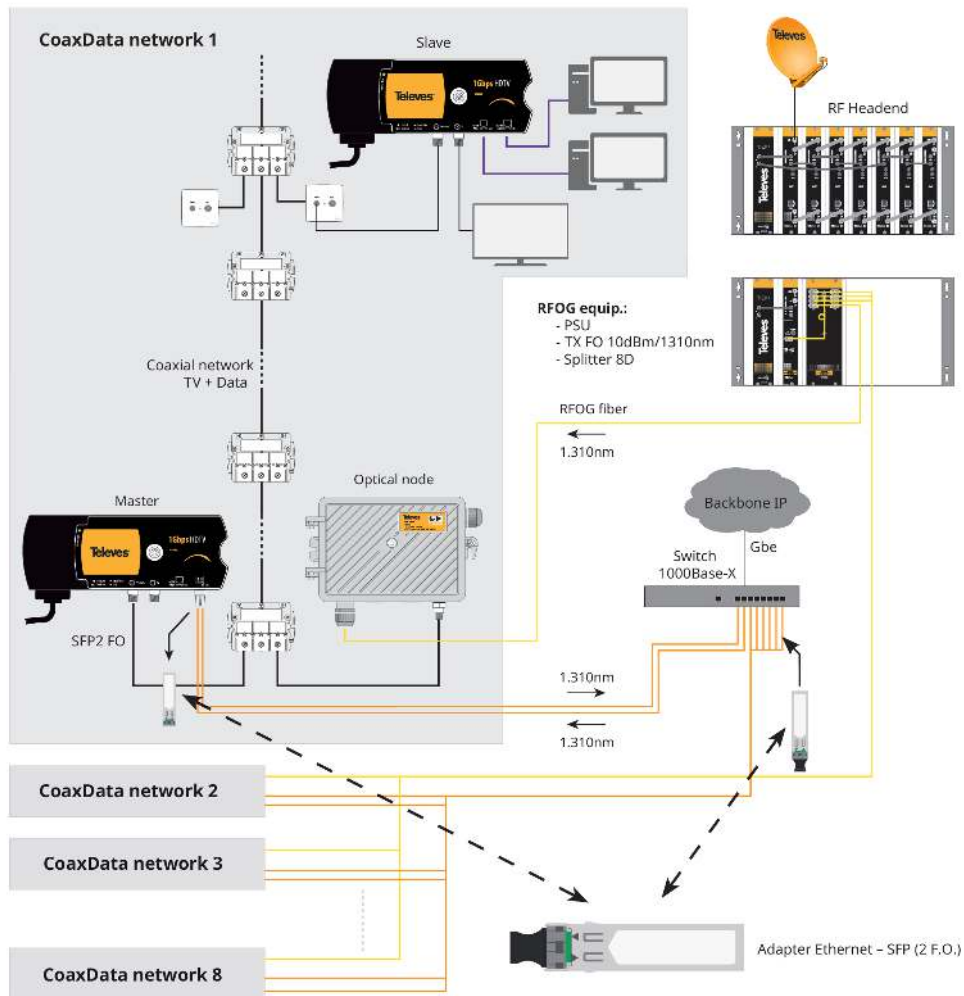 CoaxData network 1
Slave
Televes
1Gbps HDTV
Televes
RF Headend
Televes
RFOG equip.:
- PSU
- TX FO 10dBm/1310nm
- Splitter 8D
Televes
Coaxial network
TV + Data
RFOG fiber
1.310nm
Master
Optical node
Televes
1Gbps HDTV
Televes
Backbone IP
Gbe
Switch
1000Base-X
SFP2 FO
1.310nm
1.310nm
CoaxData network 2
CoaxData network 3
CoaxData network 8
Adapter Ethernet – SFP (2 F.O.)